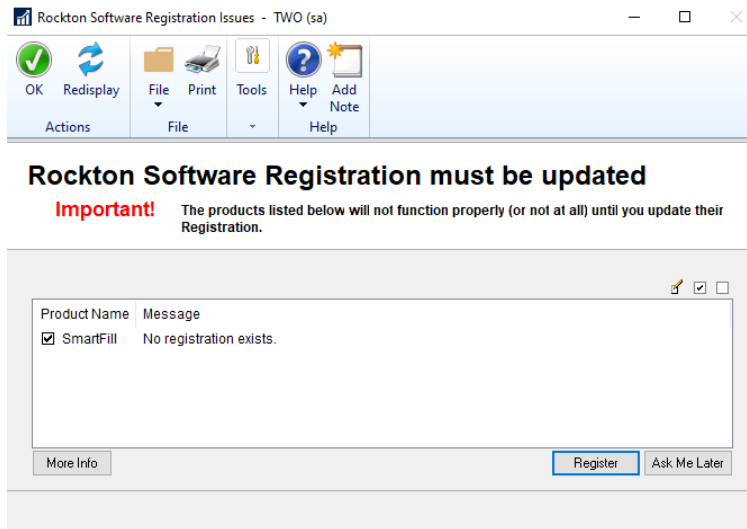 Rockton Software Registration Issues - TWO (sa)
OK Redisplay File Print Tools Help Add Note
Actions File Help
Rockton Software Registration must be updated
Important! The products listed below will not function properly (or not at all) until you update their
Registration.
Product Name Message
SmartFill No registration exists.
More Info Register Ask Me Later